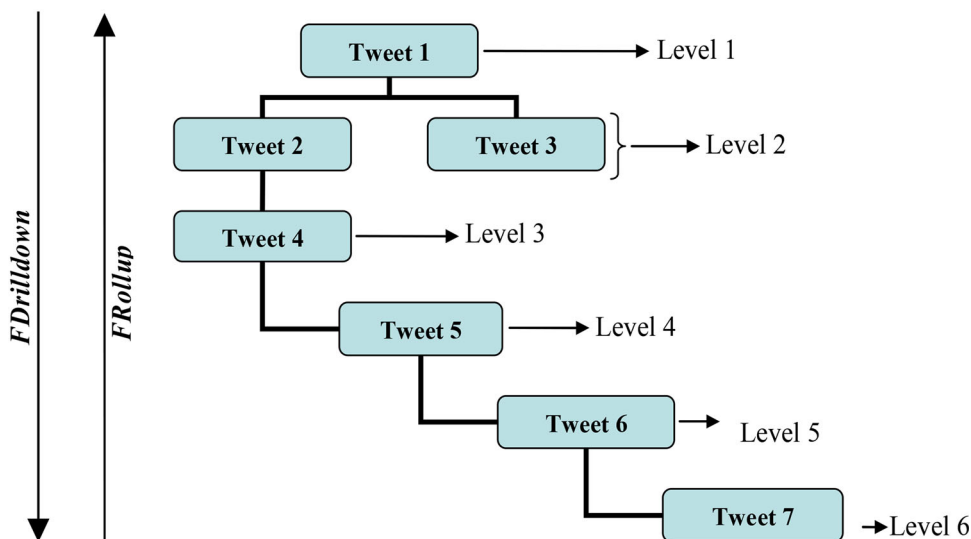 Tweet 1
Level 1
Tweet 2
Tweet 3
Level 2
Tweet 4
Level 3
Tweet 5
Level 4
Tweet 6
Level 5
Tweet 7
Level 6
FDrilldown
FRollup